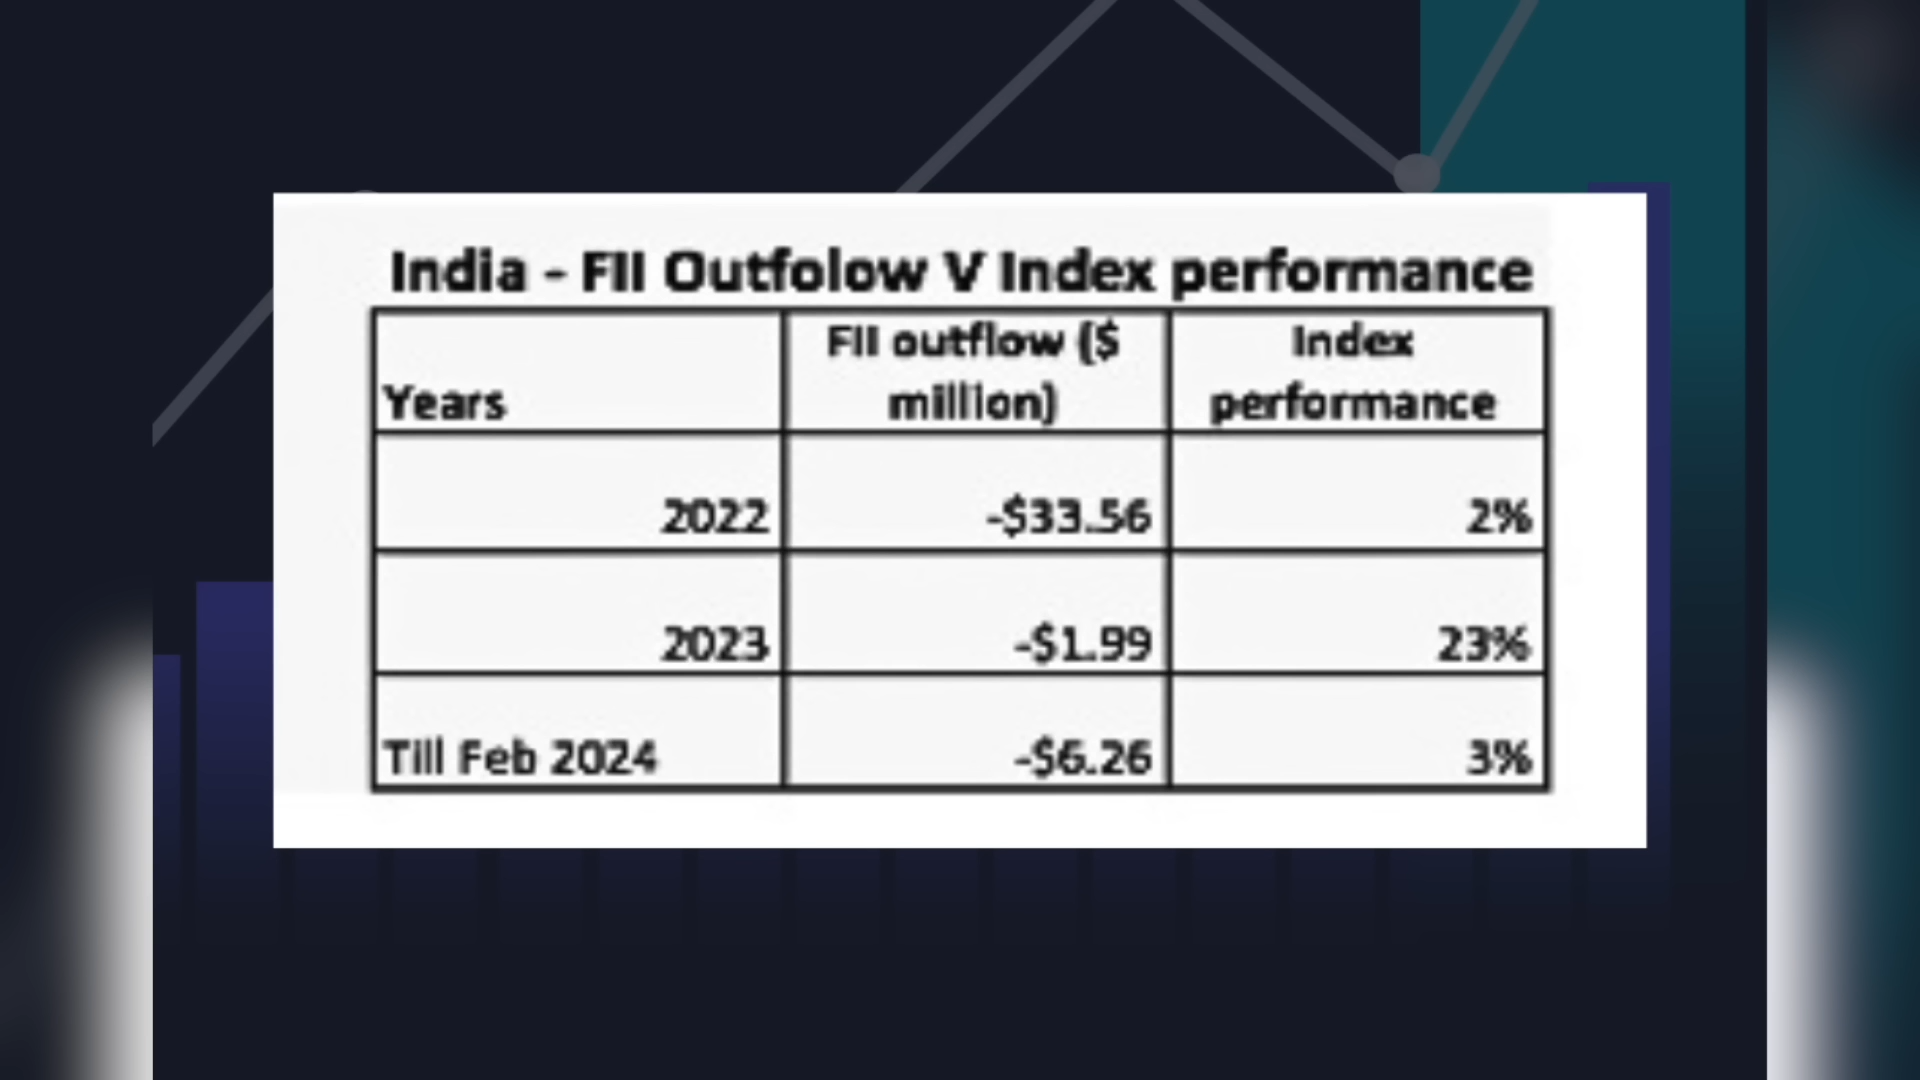 India - FII Outfolow V Index performance
Years FII outflow ($ million) Index performance
2022 -$33.56 2%
2023 -$1.99 23%
Till Feb 2024 -$6.26 3%